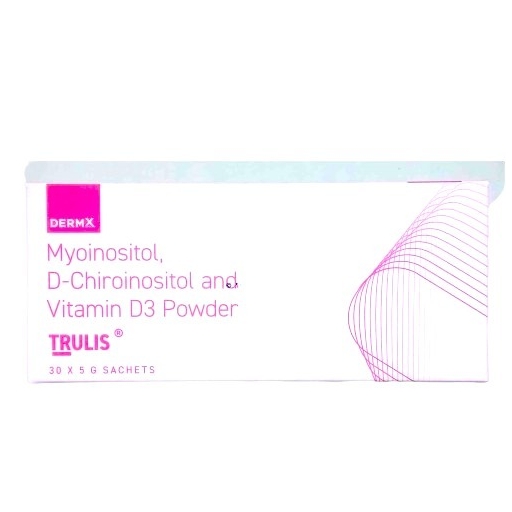 DERMX
Myoinositol,
D-Chiroinositol and
Vitamin D3 Powder
TRULIS®
30 X 5 G SACHETS